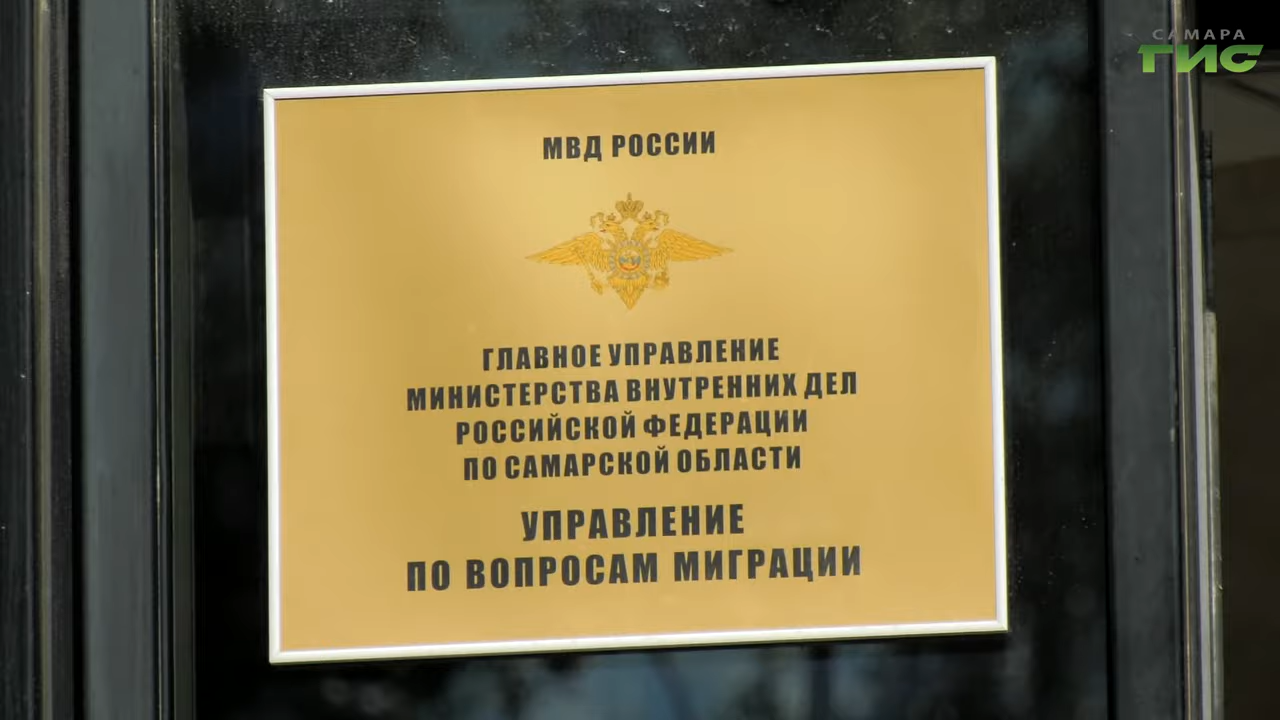 САМАРА
ГИС
МВД РОССИИ
ГЛАВНОЕ УПРАВЛЕНИЕ
МИНИСТЕРСТВА ВНУТРЕННИХ ДЕЛ
РОССИЙСКОЙ ФЕДЕРАЦИИ
ПО САМАРСКОЙ ОБЛАСТИ
УПРАВЛЕНИЕ
ПО ВОПРОСАМ МИГРАЦИИ